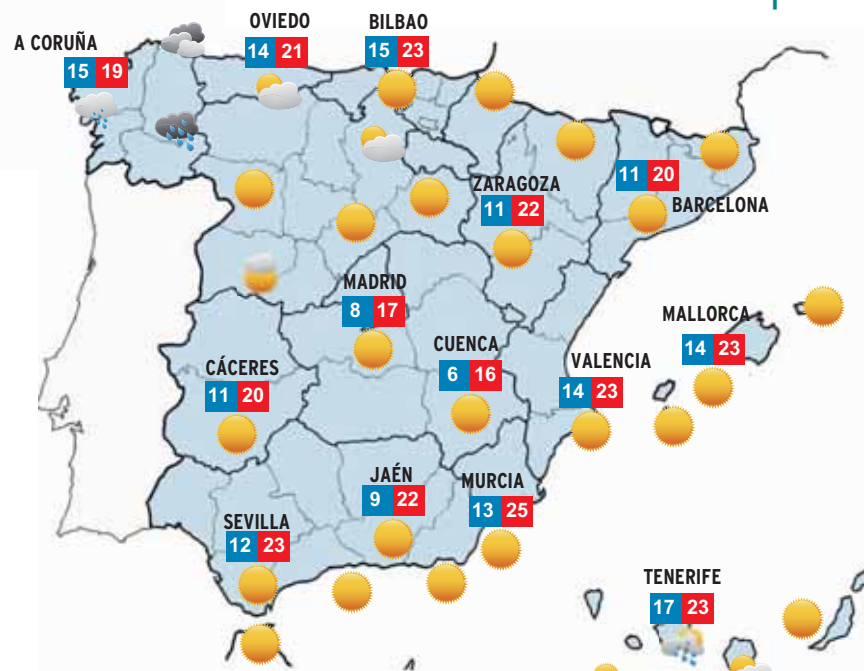 OVIEDO
14 21
BILBAO
15 23
A CORUÑA
15 19
ZARAGOZA
11 22
11 20
BARCELONA
MADRID
8 17
CUENCA
6 16
VALENCIA
14 23
MALLORCA
14 23
CÁCERES
11 20
JAÉN
9 22
MURCIA
13 25
SEVILLA
12 23
TENERIFE
17 23